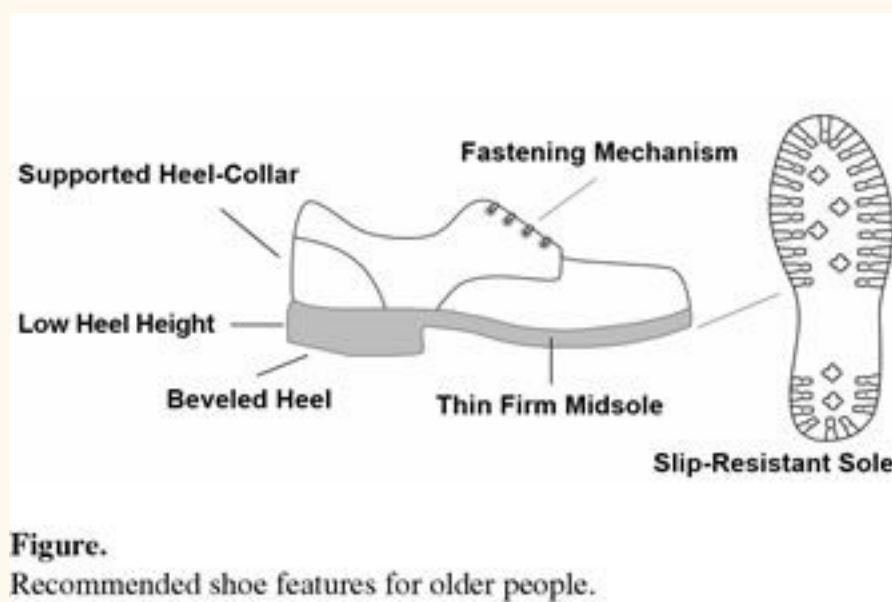 Supported Heel-Collar
Fastening Mechanism
Low Heel Height
Beveled Heel
Thin Firm Midsole
Slip-Resistant Sole
Figure.
Recommended shoe features for older people.